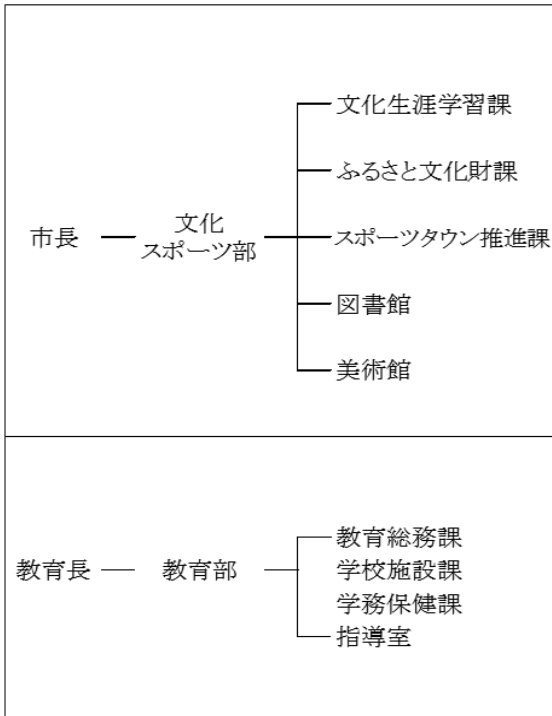 文化生涯学習課
ふるさと文化財課
市長
文化
スポーツ部
スポーツタウン推進課
図書館
美術館
教育長
教育部
教育総務課
学校施設課
学務保健課
指導室